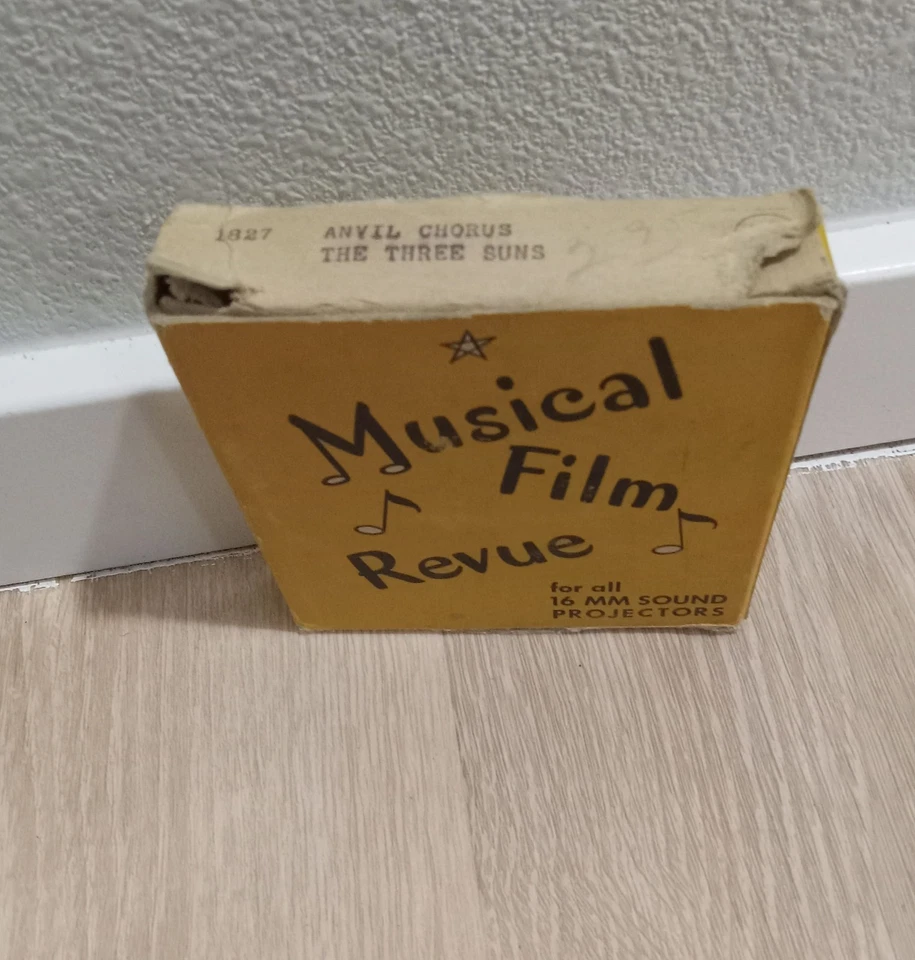 1827 ANVIL CHORUS
THE THREE SUNS
Musical
Film
Revue
for all
16 MM SOUND
PROJECTORS